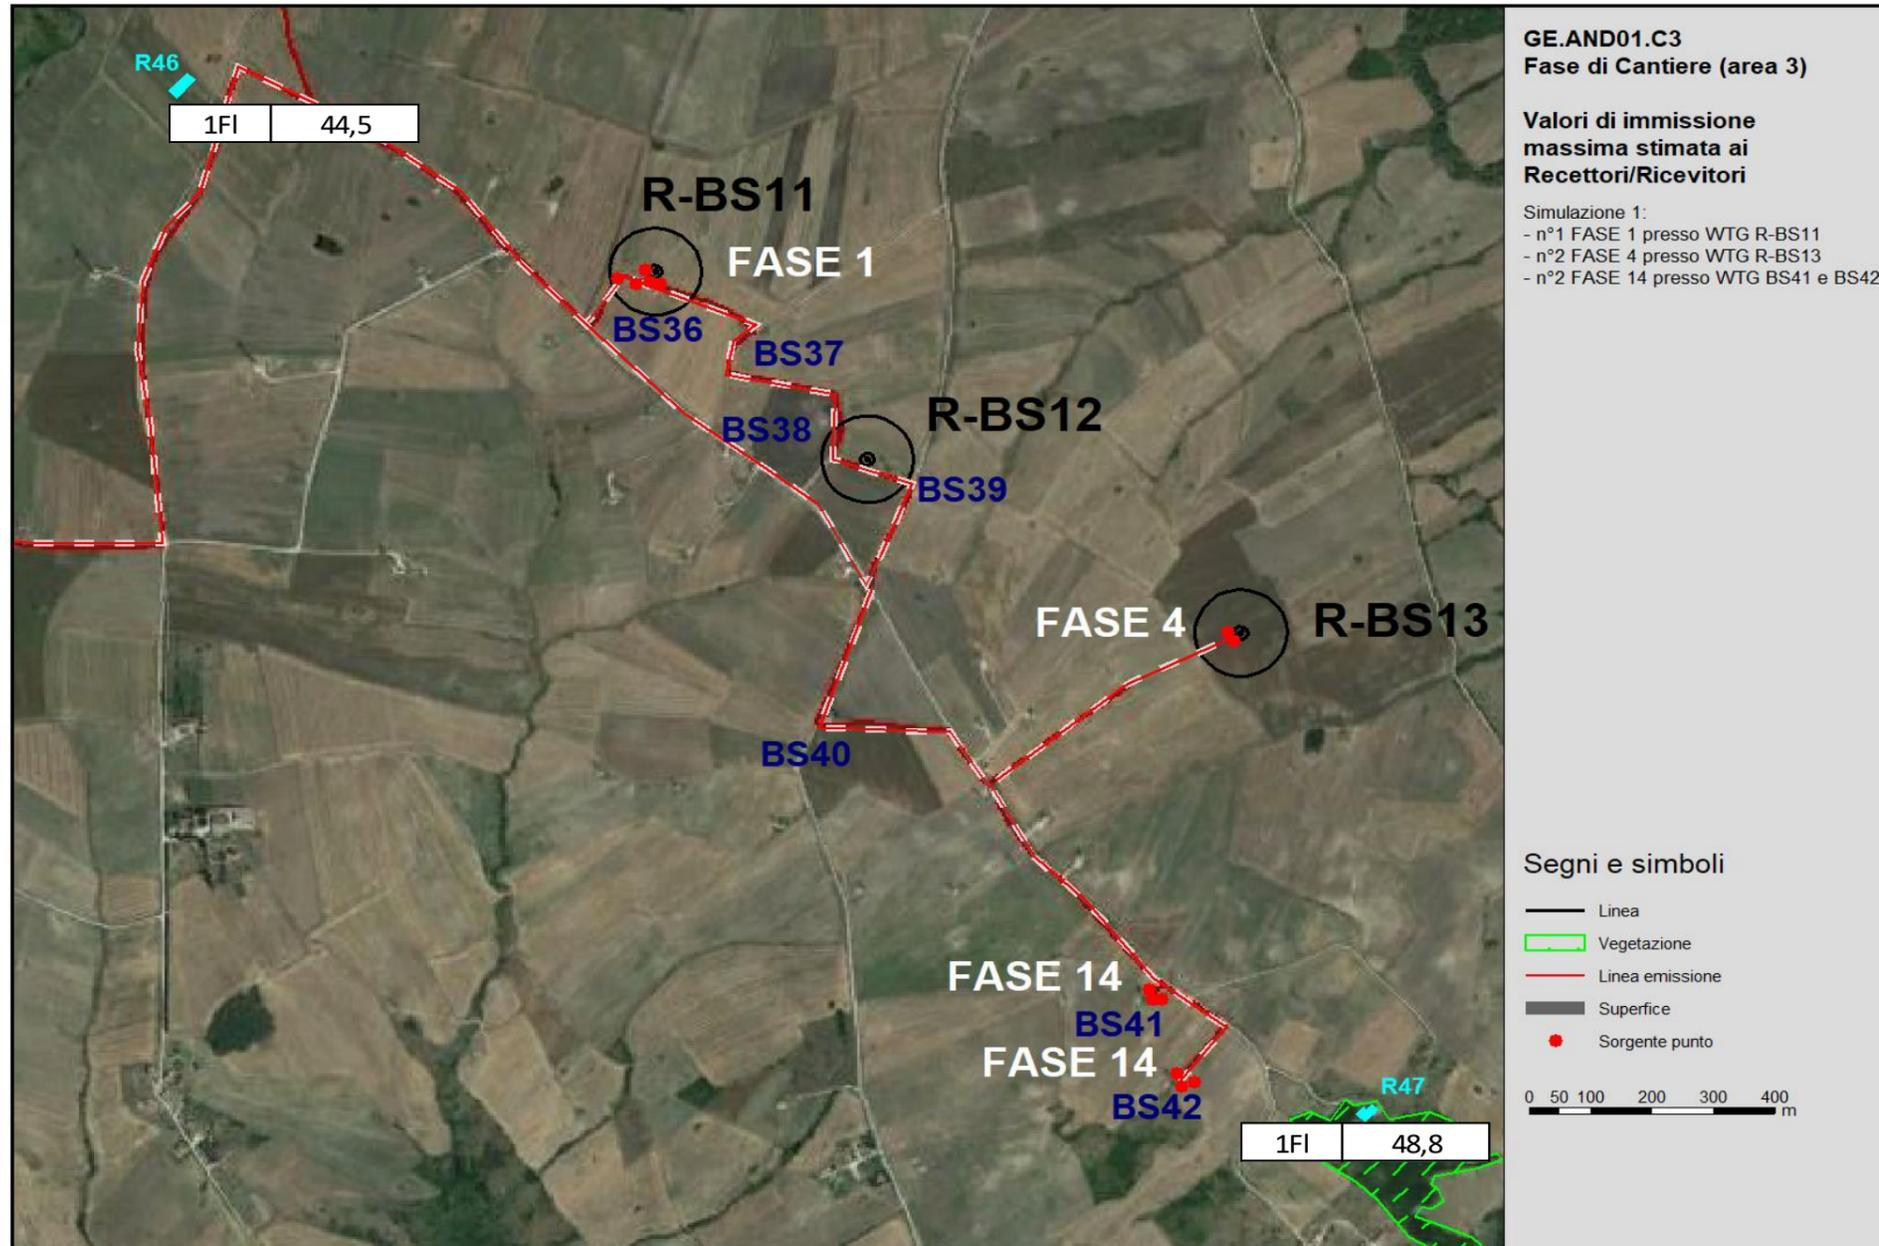 GE.AND01.C3
Fase di Cantiere (area 3)
Valori di immissione
massima stimata ai
Recettori/Ricevitori
Simulazione 1:
- n°1 FASE 1 presso WTG R-BS11
- n°2 FASE 4 presso WTG R-BS13
- n°2 FASE 14 presso WTG BS41 e BS42
R46
1Fl 44,5
R-BS11
FASE 1
BS36
BS37
R-BS12
BS38
BS39
FASE 4
R-BS13
BS40
FASE 14
BS41
FASE 14
BS42
R47
1Fl 48,8
Segni e simboli
Linea
Vegetazione
Linea emissione
Superfice
Sorgente punto
0 50 100 200 300 400
m